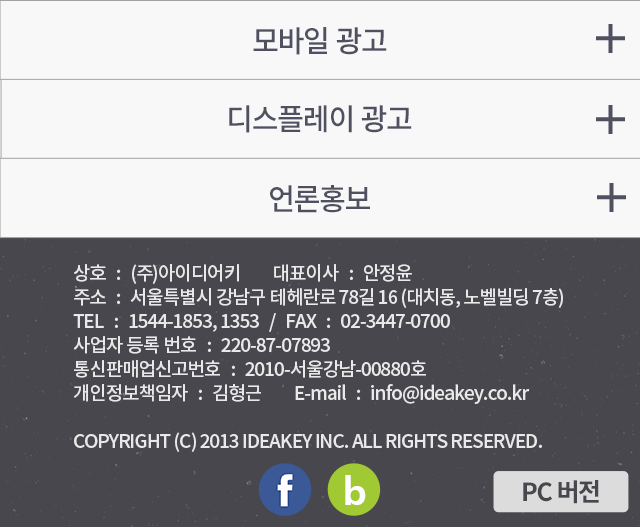 모바일 광고 +
디스플레이 광고 +
언론홍보 +
상호 : (주)아이디어키 대표이사 : 안정윤
주소 : 서울특별시 강남구 테헤란로 78길 16 (대치동, 노벨빌딩 7층)
TEL : 1544-1853, 1353 / FAX : 02-3447-0700
사업자 등록 번호 : 220-87-07893
통신판매업신고번호 : 2010-서울강남-00880호
개인정보책임자 : 김형근 E-mail : info@ideakey.co.kr
COPYRIGHT (C) 2013 IDEAKEY INC. ALL RIGHTS RESERVED.
f b PC 버전